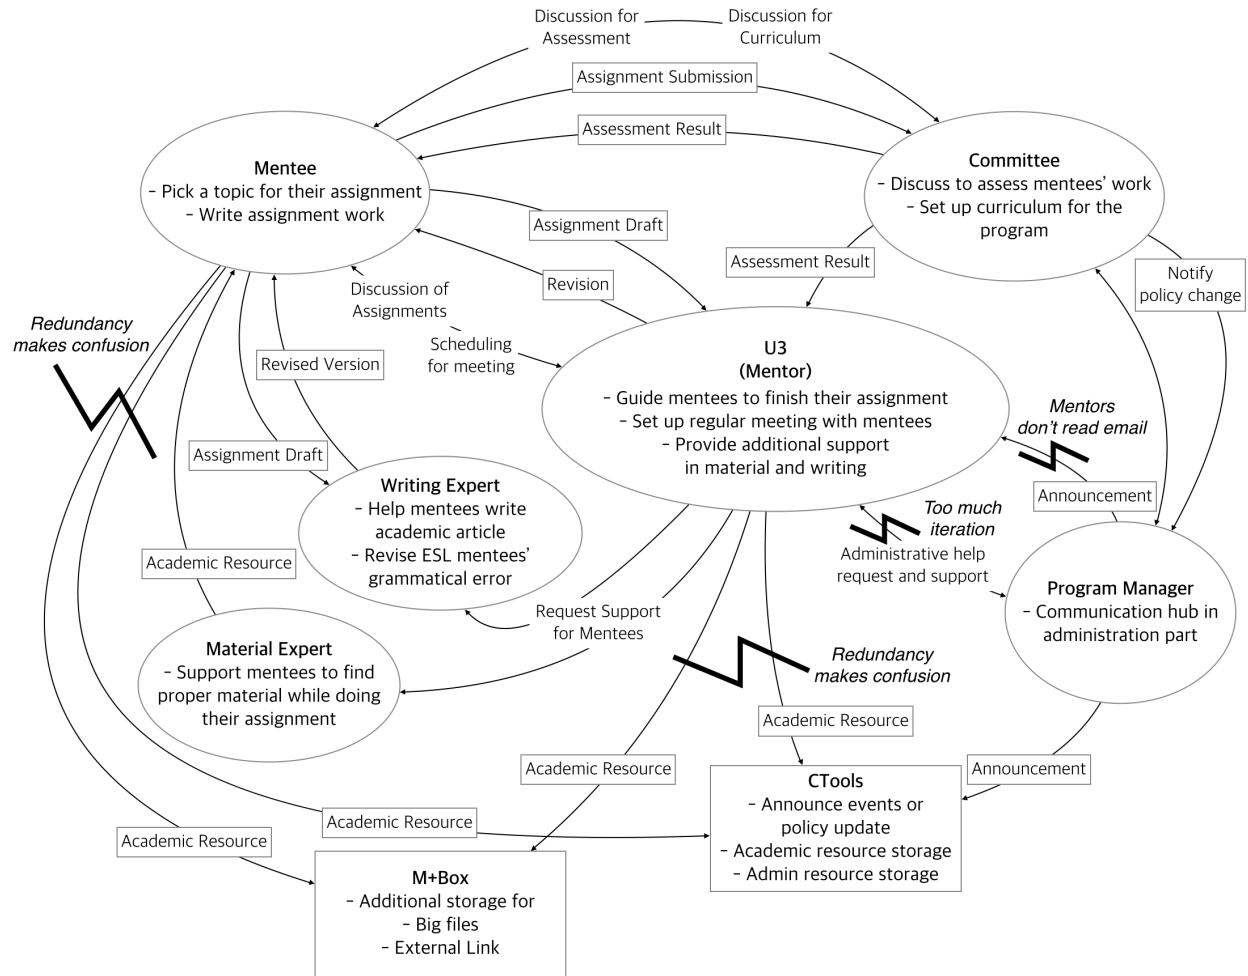 Discussion for
Assessment
Discussion for
Curriculum
Assignment Submission
Assessment Result
Mentee
- Pick a topic for their assignment
- Write assignment work
Committee
- Discuss to assess mentees' work
- Set up curriculum for the
program
Assignment Draft
Assessment Result
Notify
policy change
Revision
Discussion of
Assignments
Scheduling
for meeting
Redundancy
makes confusion
Revised Version
U3
(Mentor)
- Guide mentees to finish their assignment
- Set up regular meeting with mentees
- Provide additional support
in material and writing
Mentors
don't read email
Assignment Draft
Announcement
Writing Expert
- Help mentees write
academic article
- Revise ESL mentees'
grammatical error
Too much
iteration
Administrative help
request and support
Academic Resource
Program Manager
- Communication hub in
administration part
Request Support
for Mentees
Material Expert
- Support mentees to find
proper material while doing
their assignment
Redundancy
makes confusion
Academic Resource
Academic Resource
Announcement
CTools
- Announce events or
policy update
- Academic resource storage
- Admin resource storage
Academic Resource
Academic Resource
M+Box
- Additional storage for
- Big files
- External Link